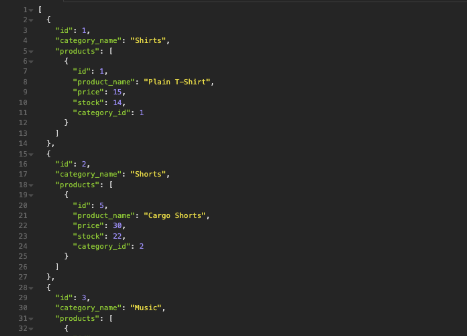 1 [
2   {
3     "id": 1,
4     "category_name": "Shirts",
5     "products": [
6       {
7         "id": 1,
8         "product_name": "Plain T-Shirt",
9         "price": 15,
10         "stock": 14,
11         "category_id": 1
12       }
13     ]
14   },
15   {
16     "id": 2,
17     "category_name": "Shorts",
18     "products": [
19       {
20         "id": 5,
21         "product_name": "Cargo Shorts",
22         "price": 30,
23         "stock": 22,
24         "category_id": 2
25       }
26     ]
27   },
28   {
29     "id": 3,
30     "category_name": "Music",
31     "products": [
32       {